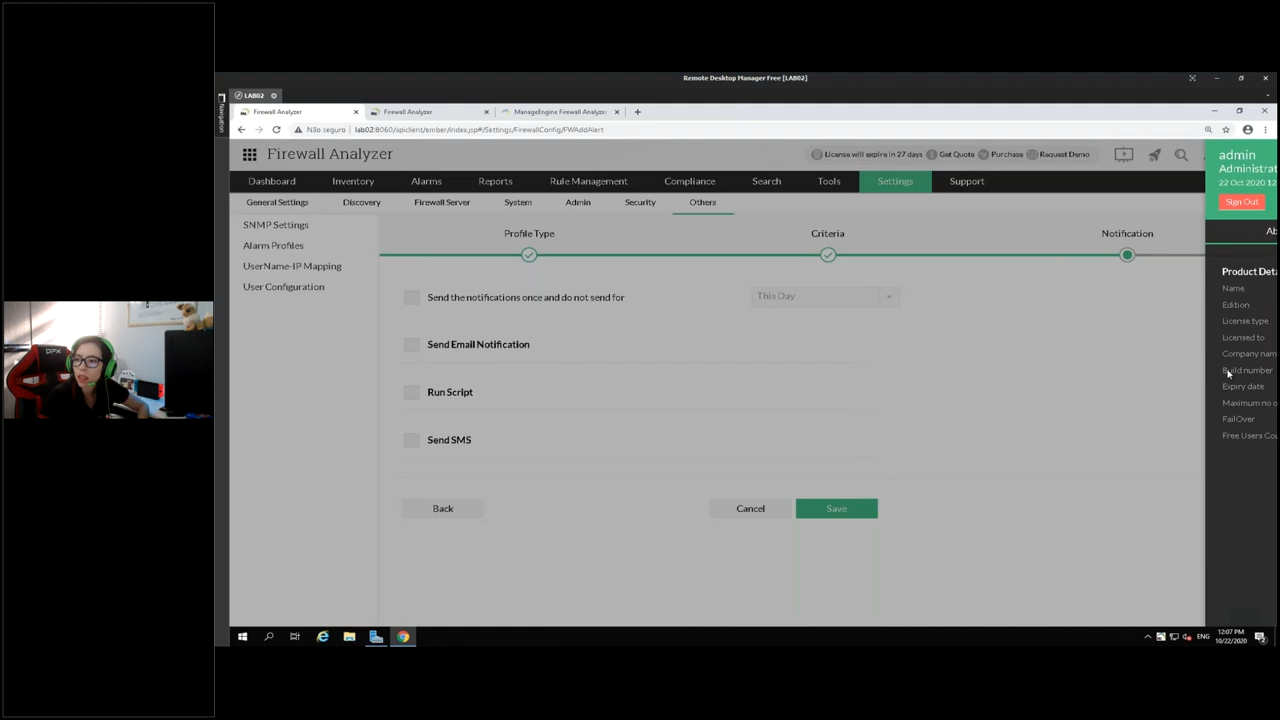 Remote Desktop Manager Free [LAB02]
LAB02
Navigation
Firewall Analyzer
Firewall Analyzer
ManageEngine Firewall Analyze
Não seguro
lab02:8060/apiclient/ember/index.jsp#/Settings/FirewallConfig/FWAddAlert
Firewall Analyzer
License will expire in 27 days
Get Quote
Purchase
Request Demo
Dashboard
Inventory
Alarms
Reports
Rule Management
Compliance
Search
Tools
Settings
Support
General Settings
Discovery
Firewall Server
System
Admin
Security
Others
SNMP Settings
Alarm Profiles
UserName-IP Mapping
User Configuration
Profile Type
Criteria
Notification
Send the notifications once and do not send for
This Day
Send Email Notification
Run Script
Send SMS
Back
Cancel
Save
admin
Administrat
22 Oct 2020 12
Sign Out
Ab
Product Deta
Name
Edition
License type
Licensed to
Company nam
Build number
Expiry date
Maximum no o
FailOver
Free Users Co
ENG
12:07 PM
10/22/2020
DPX